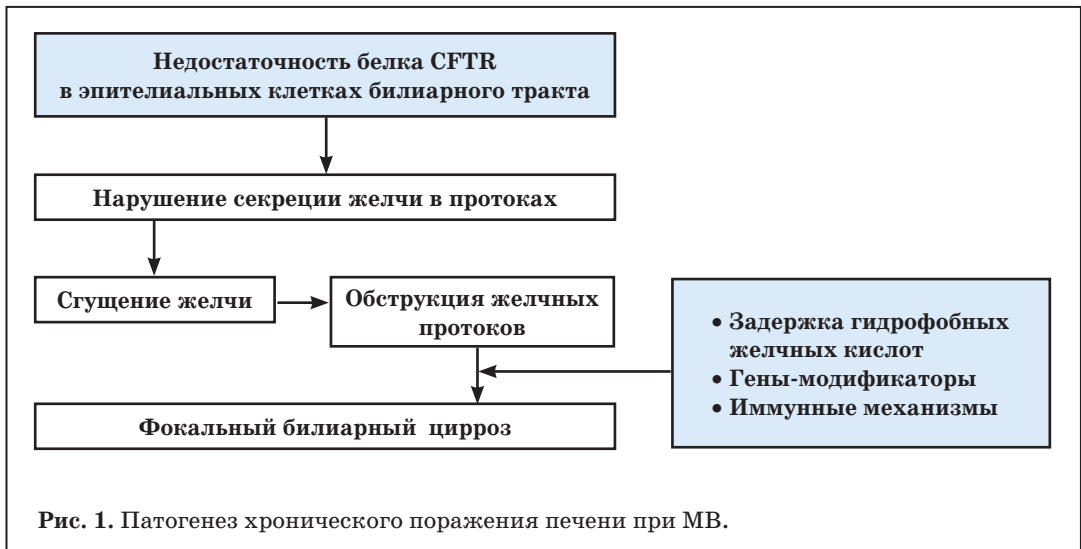 Недостаточность белка CFTR
в эпителиальных клетках билиарного тракта
Нарушение секреции желчи в протоках
Сгущение желчи
Обструкция желчных
протоков
• Задержка гидрофобных
желчных кислот
• Гены-модификаторы
• Иммунные механизмы
Фокальный билиарный цирроз
Рис. 1. Патогенез хронического поражения печени при МВ.